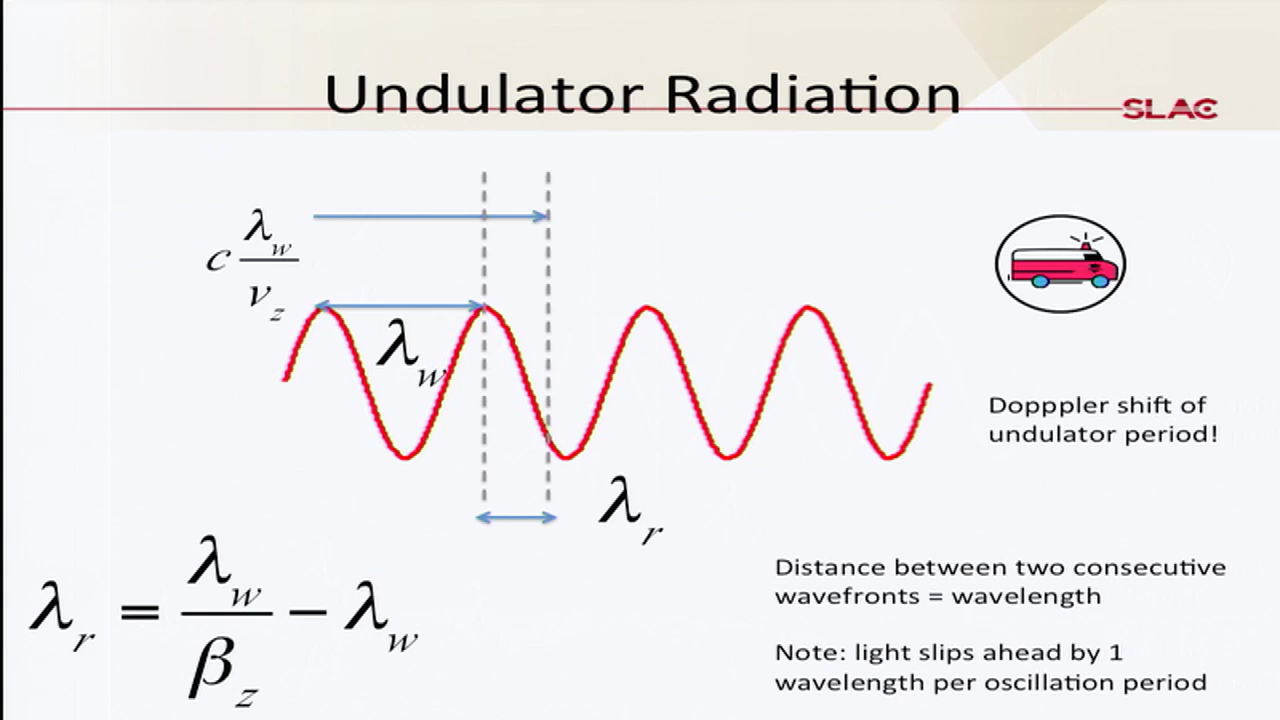 Undulator Radiation
SLAC
c λ_w / v_z
λ_w
Dopppler shift of
undulator period!
λ_r
λ_r = λ_w / β_z − λ_w
Distance between two consecutive
wavefronts = wavelength
Note: light slips ahead by 1
wavelength per oscillation period